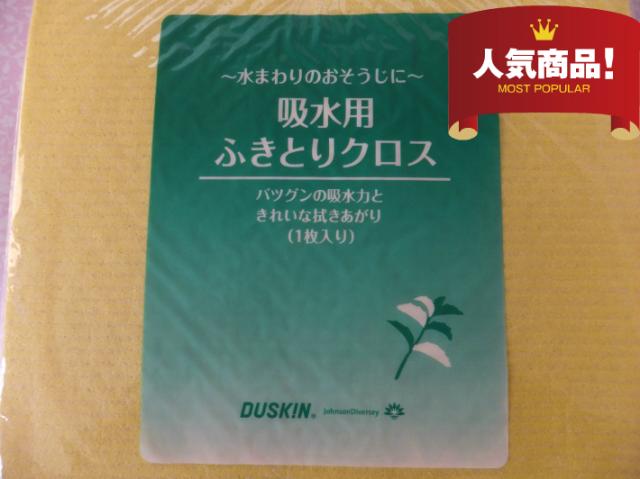 人気商品!
MOST POPULAR
～水まわりのおそうじに～
吸水用
ふきとりクロス
バツグンの吸水力と
きれいな拭きあがり
(1枚入り)
DUSKIN®
JohnsonDiversey